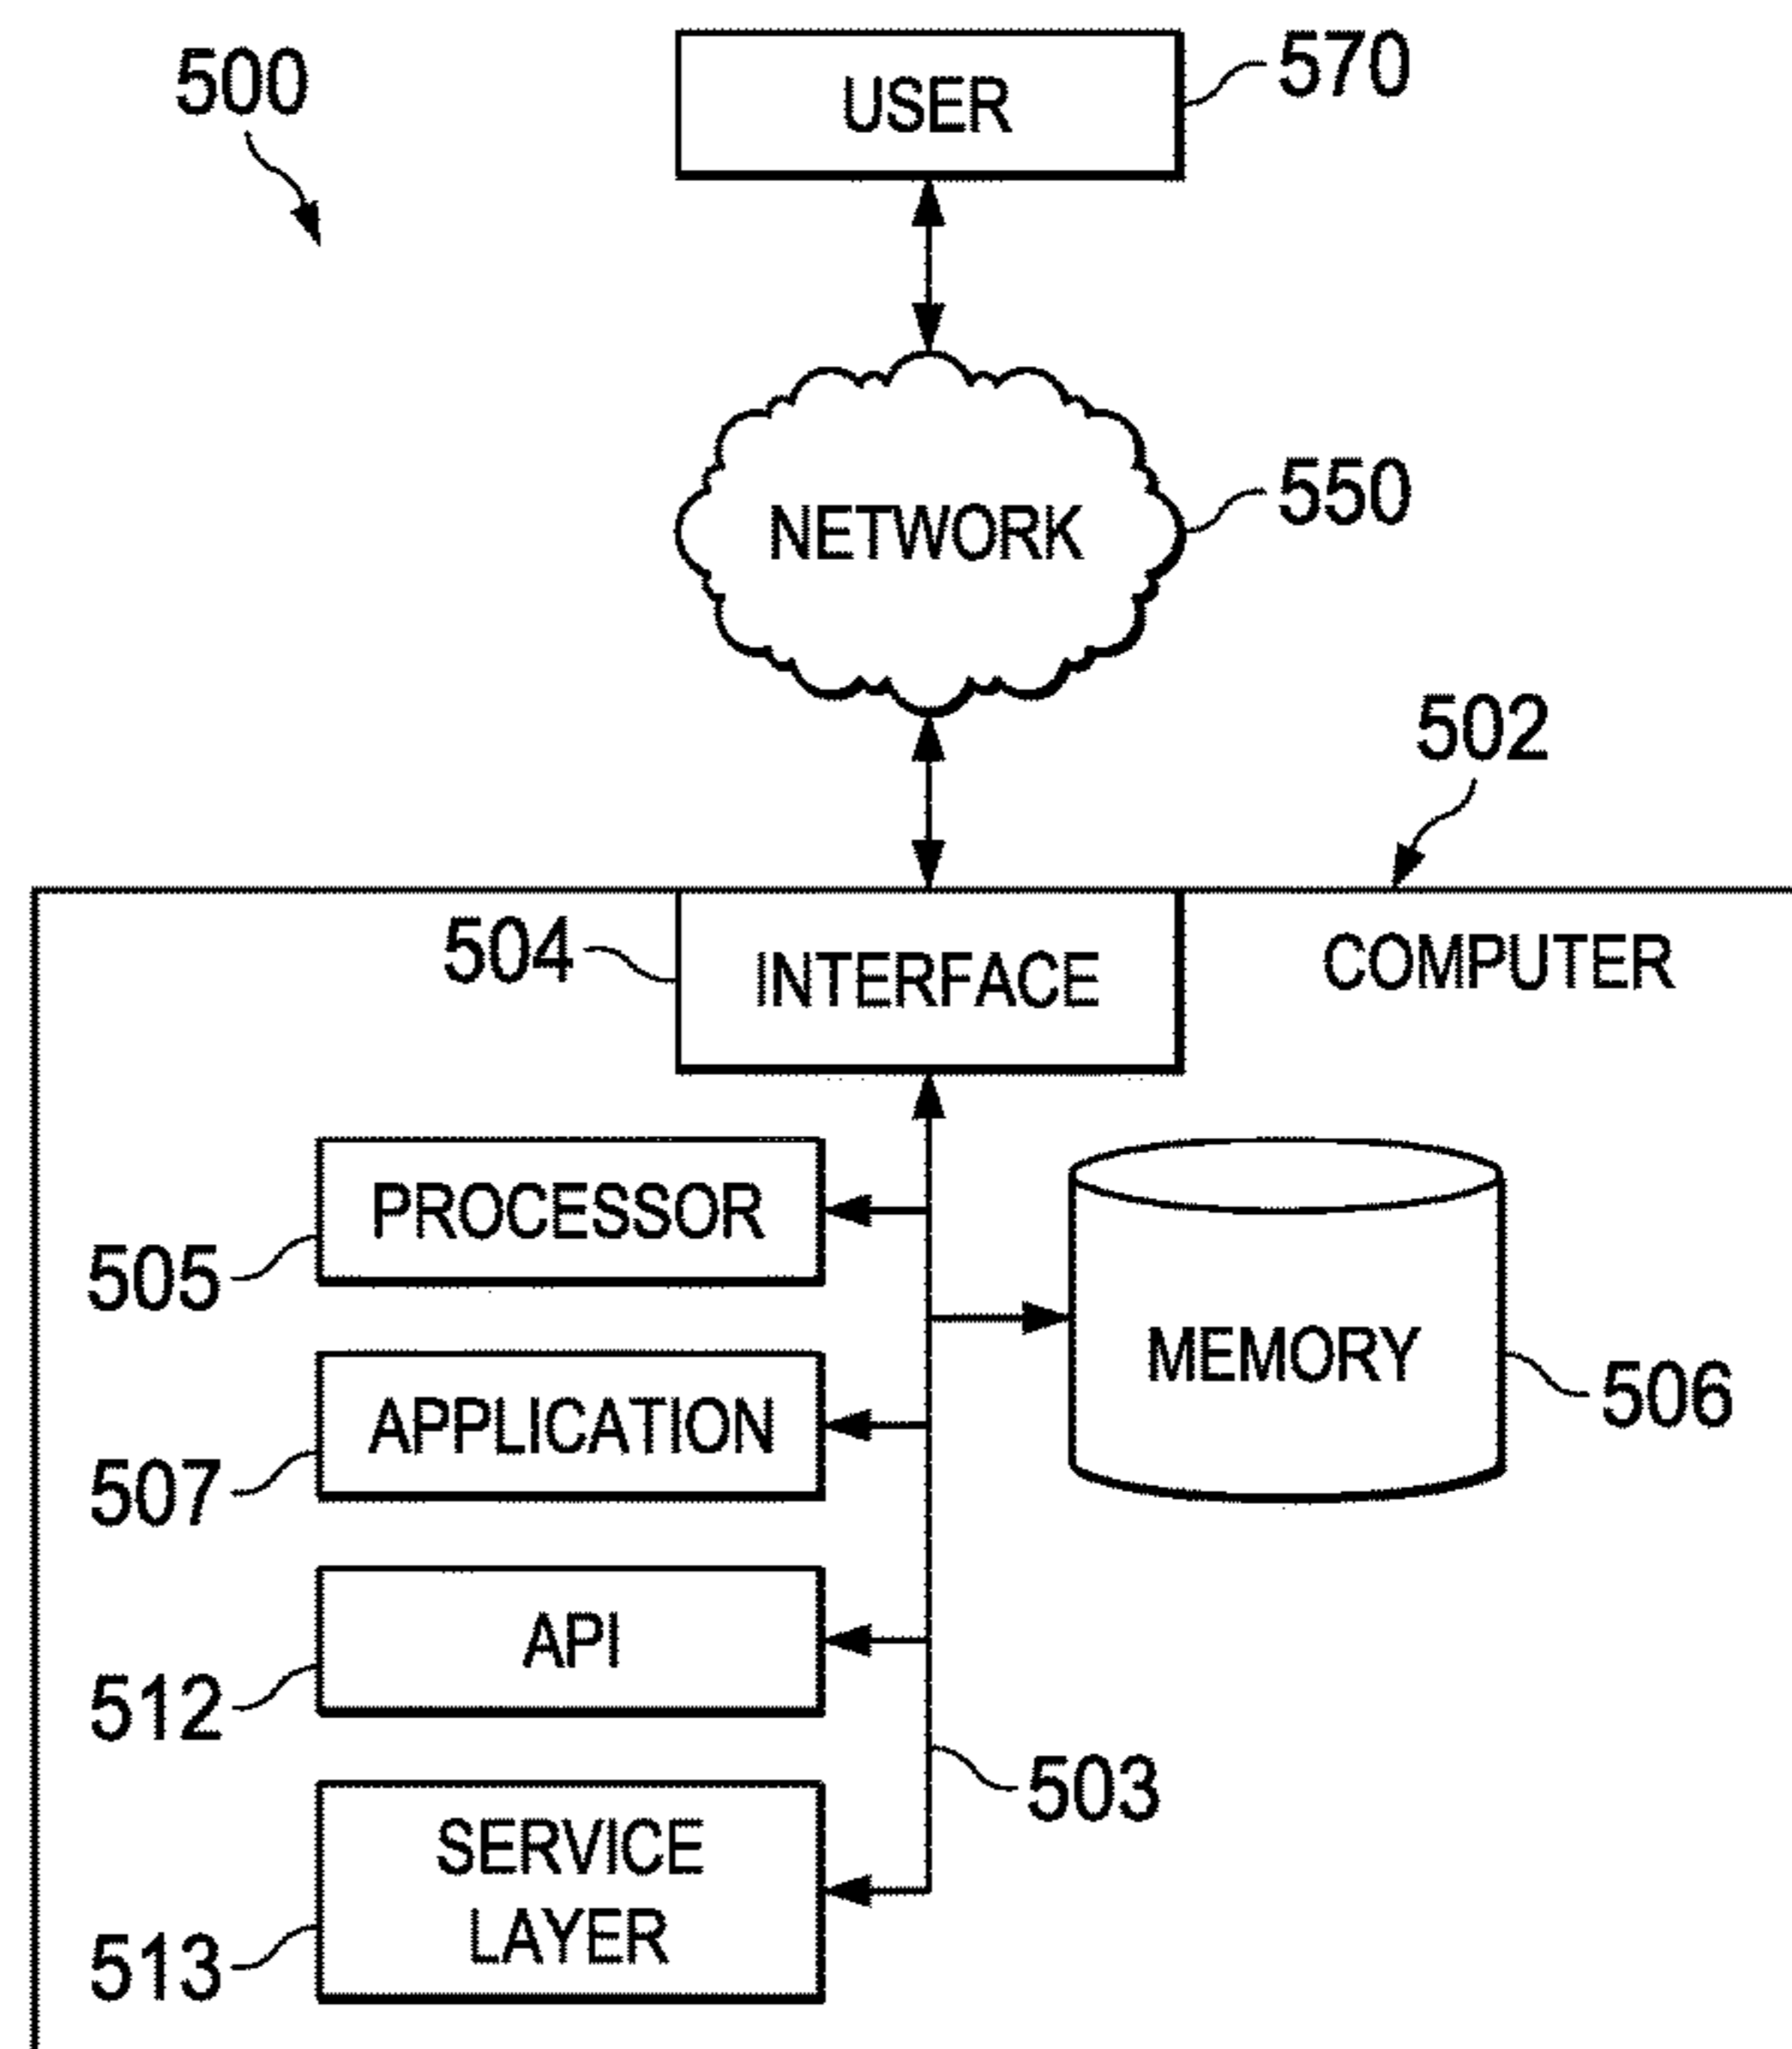 500
USER
570
NETWORK
550
502
504
INTERFACE
COMPUTER
PROCESSOR
505
MEMORY
506
APPLICATION
507
API
512
503
SERVICE
LAYER
513